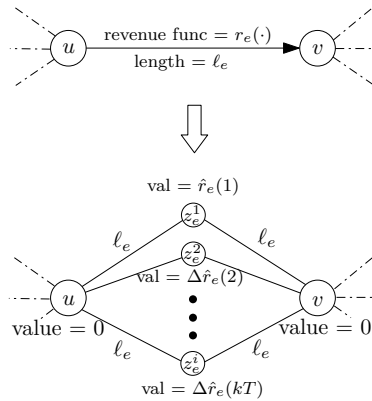 u
revenue func = r_e(·)
length = ℓ_e
v
val = r̂_e(1)
z_e^1
ℓ_e ℓ_e
z_e^2
val = Δr̂_e(2)
u
v
value = 0
value = 0
ℓ_e ℓ_e
z_e^i
val = Δr̂_e(kT)